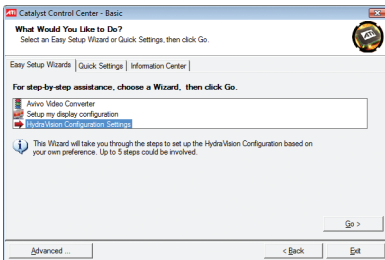 ATI Catalyst Control Center - Basic
What Would You Like to Do?
Select an Easy Setup Wizard or Quick Settings, then click Go.
ATI
Easy Setup Wizards Quick Settings Information Center
For step-by-step assistance, choose a Wizard, then click Go.
Avivo Video Converter
Setup my display configuration
HydraVision Configuration Settings
This Wizard will take you through the steps to set up the HydraVision Configuration based on
your own preference. Up to 5 steps could be involved.
Go >
Advanced ... < Back Exit